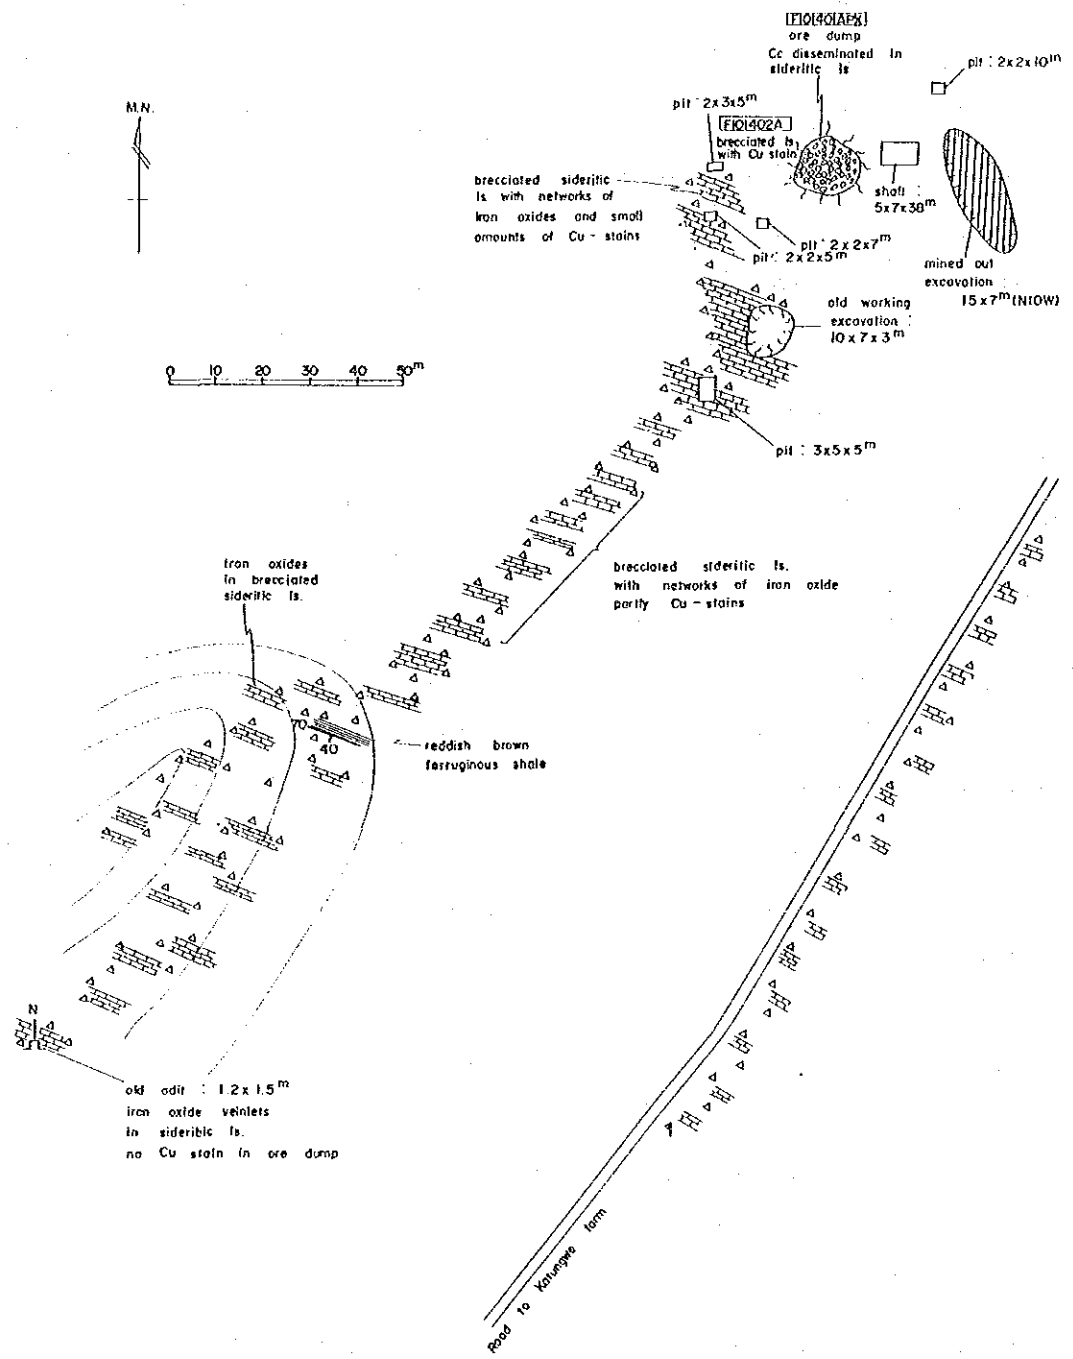 F10140IAPX
ore dump
Cc disseminated in
sideritic ls
pit : 2x2x10m
M.N.
pit : 2x3x5m
F101402A
brecciated ls
with Cu stain
shaft :
5x7x38m
brecciated sideritic
ls with networks of
iron oxides and small
amounts of Cu-stains
pit : 2x2x7m
pit : 2x2x5m
mined out
excavation
15x7m (N10W)
old working
excavation :
10x7x3m
0 10 20 30 40 50m
pit : 3x5x5m
iron oxides
in brecciated
sideritic ls.
brecciated sideritic ls.
with networks of iron oxide
partly Cu-stains
70
40
reddish brown
ferruginous shale
N
old adit : 1.2x1.5m
iron oxide veinlets
in sideribic ls.
no Cu stain in ore dump
Road to Katungwe farm